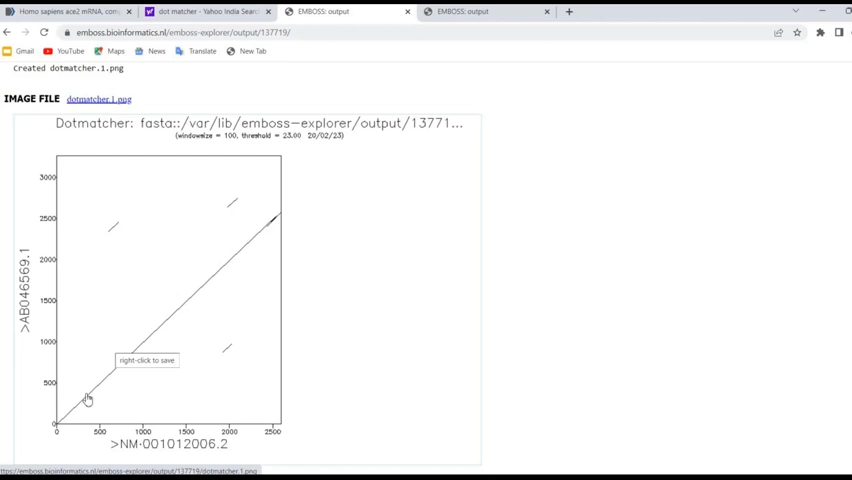 Homo sapiens ace2 mRNA, com
dot matcher - Yahoo India Searc
EMBOSS: output
EMBOSS: output
emboss.bioinformatics.nl/emboss-explorer/output/137719/
Gmail
YouTube
Maps
News
Translate
New Tab
Created dotmatcher.1.png
IMAGE FILE dotmatcher.1.png
Dotmatcher: fasta::/var/lib/emboss-explorer/output/13771...
(windowsize = 100, threshold = 23.00 20/02/23)
3000
2500
2000
1500
1000
500
0
>AB046569.1
right-click to save
0 500 1000 1500 2000 2500
>NM-001012006.2
https://emboss.bioinformatics.nl/emboss-explorer/output/137719/dotmatcher.1.png